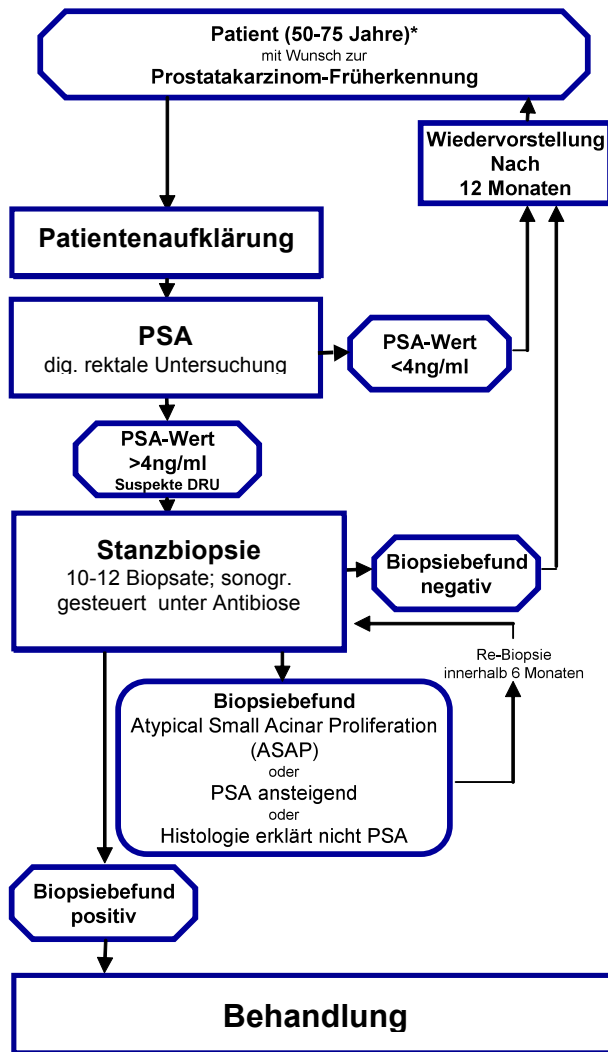 Patient (50-75 Jahre)*
mit Wunsch zur
Prostatakarzinom-Früherkennung
Wiedervorstellung
Nach
12 Monaten
Patientenaufklärung
PSA
dig. rektale Untersuchung
PSA-Wert
<4ng/ml
PSA-Wert
>4ng/ml
Suspekte DRU
Stanzbiopsie
10-12 Biopsate; sonogr.
gesteuert unter Antibiose
Biopsiebefund
negativ
Re-Biopsie
innerhalb 6 Monaten
Biopsiebefund
Atypical Small Acinar Proliferation
(ASAP)
oder
PSA ansteigend
oder
Histologie erklärt nicht PSA
Biopsiebefund
positiv
Behandlung